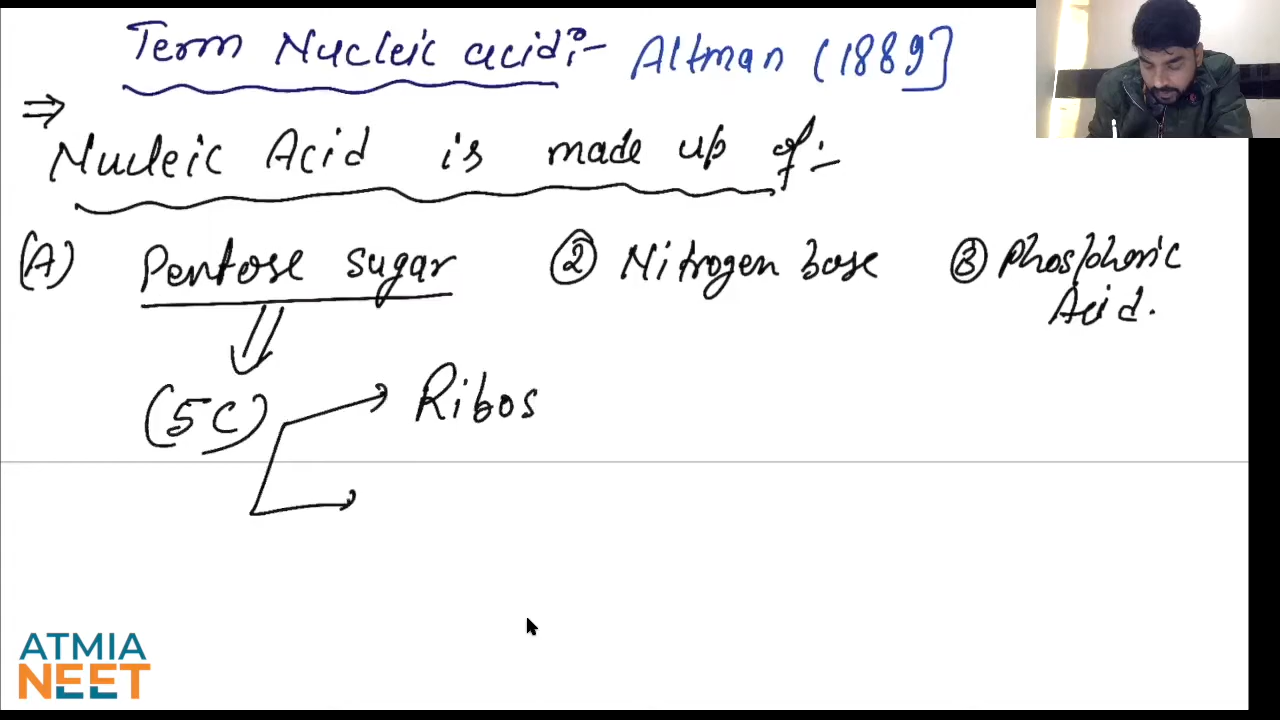 Term Nucleic acid:- Altman (1889]
⇒
Nucleic Acid is made up of:-
(A) Pentose sugar ② Nitrogen base ③ Phosphoric
Acid.
(5C) Ribos
ATMIA
NEET